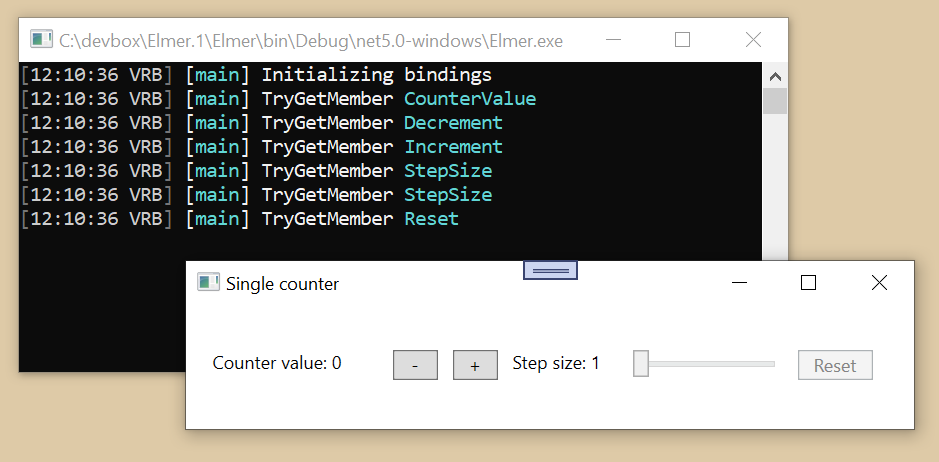 C:\devbox\Elmer.1\Elmer\bin\Debug\net5.0-windows\Elmer.exe
[12:10:36 VRB] [main] Initializing bindings
[12:10:36 VRB] [main] TryGetMember CounterValue
[12:10:36 VRB] [main] TryGetMember Decrement
[12:10:36 VRB] [main] TryGetMember Increment
[12:10:36 VRB] [main] TryGetMember StepSize
[12:10:36 VRB] [main] TryGetMember StepSize
[12:10:36 VRB] [main] TryGetMember Reset
Single counter
Counter value: 0 - + Step size: 1 Reset